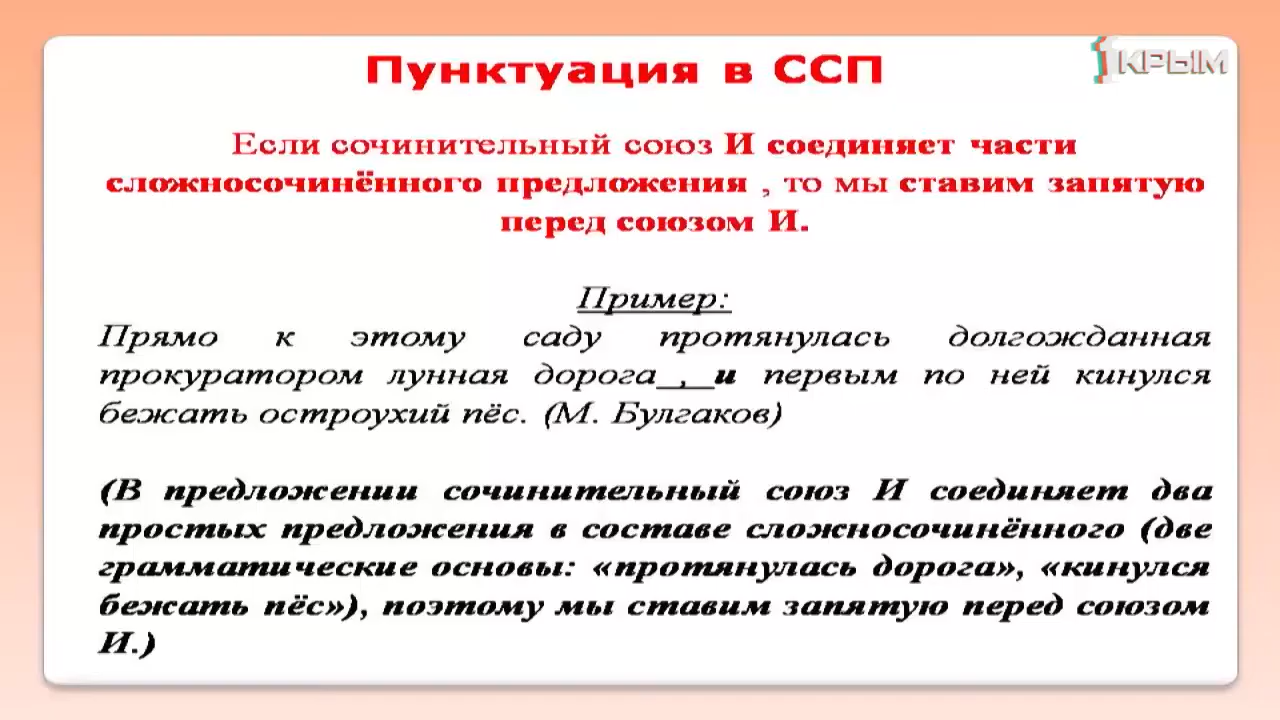 Пунктуация в ССП
1КРЫМ
Если сочинительный союз И соединяет части
сложносочинённого предложения , то мы ставим запятую
перед союзом И.
Пример:
Прямо к этому саду протянулась долгожданная
прокуратором лунная дорога_,_и первым по ней кинулся
бежать остроухий пёс. (М. Булгаков)
(В предложении сочинительный союз И соединяет два
простых предложения в составе сложносочинённого (две
грамматические основы: «протянулась дорога», «кинулся
бежать пёс»), поэтому мы ставим запятую перед союзом
И.)